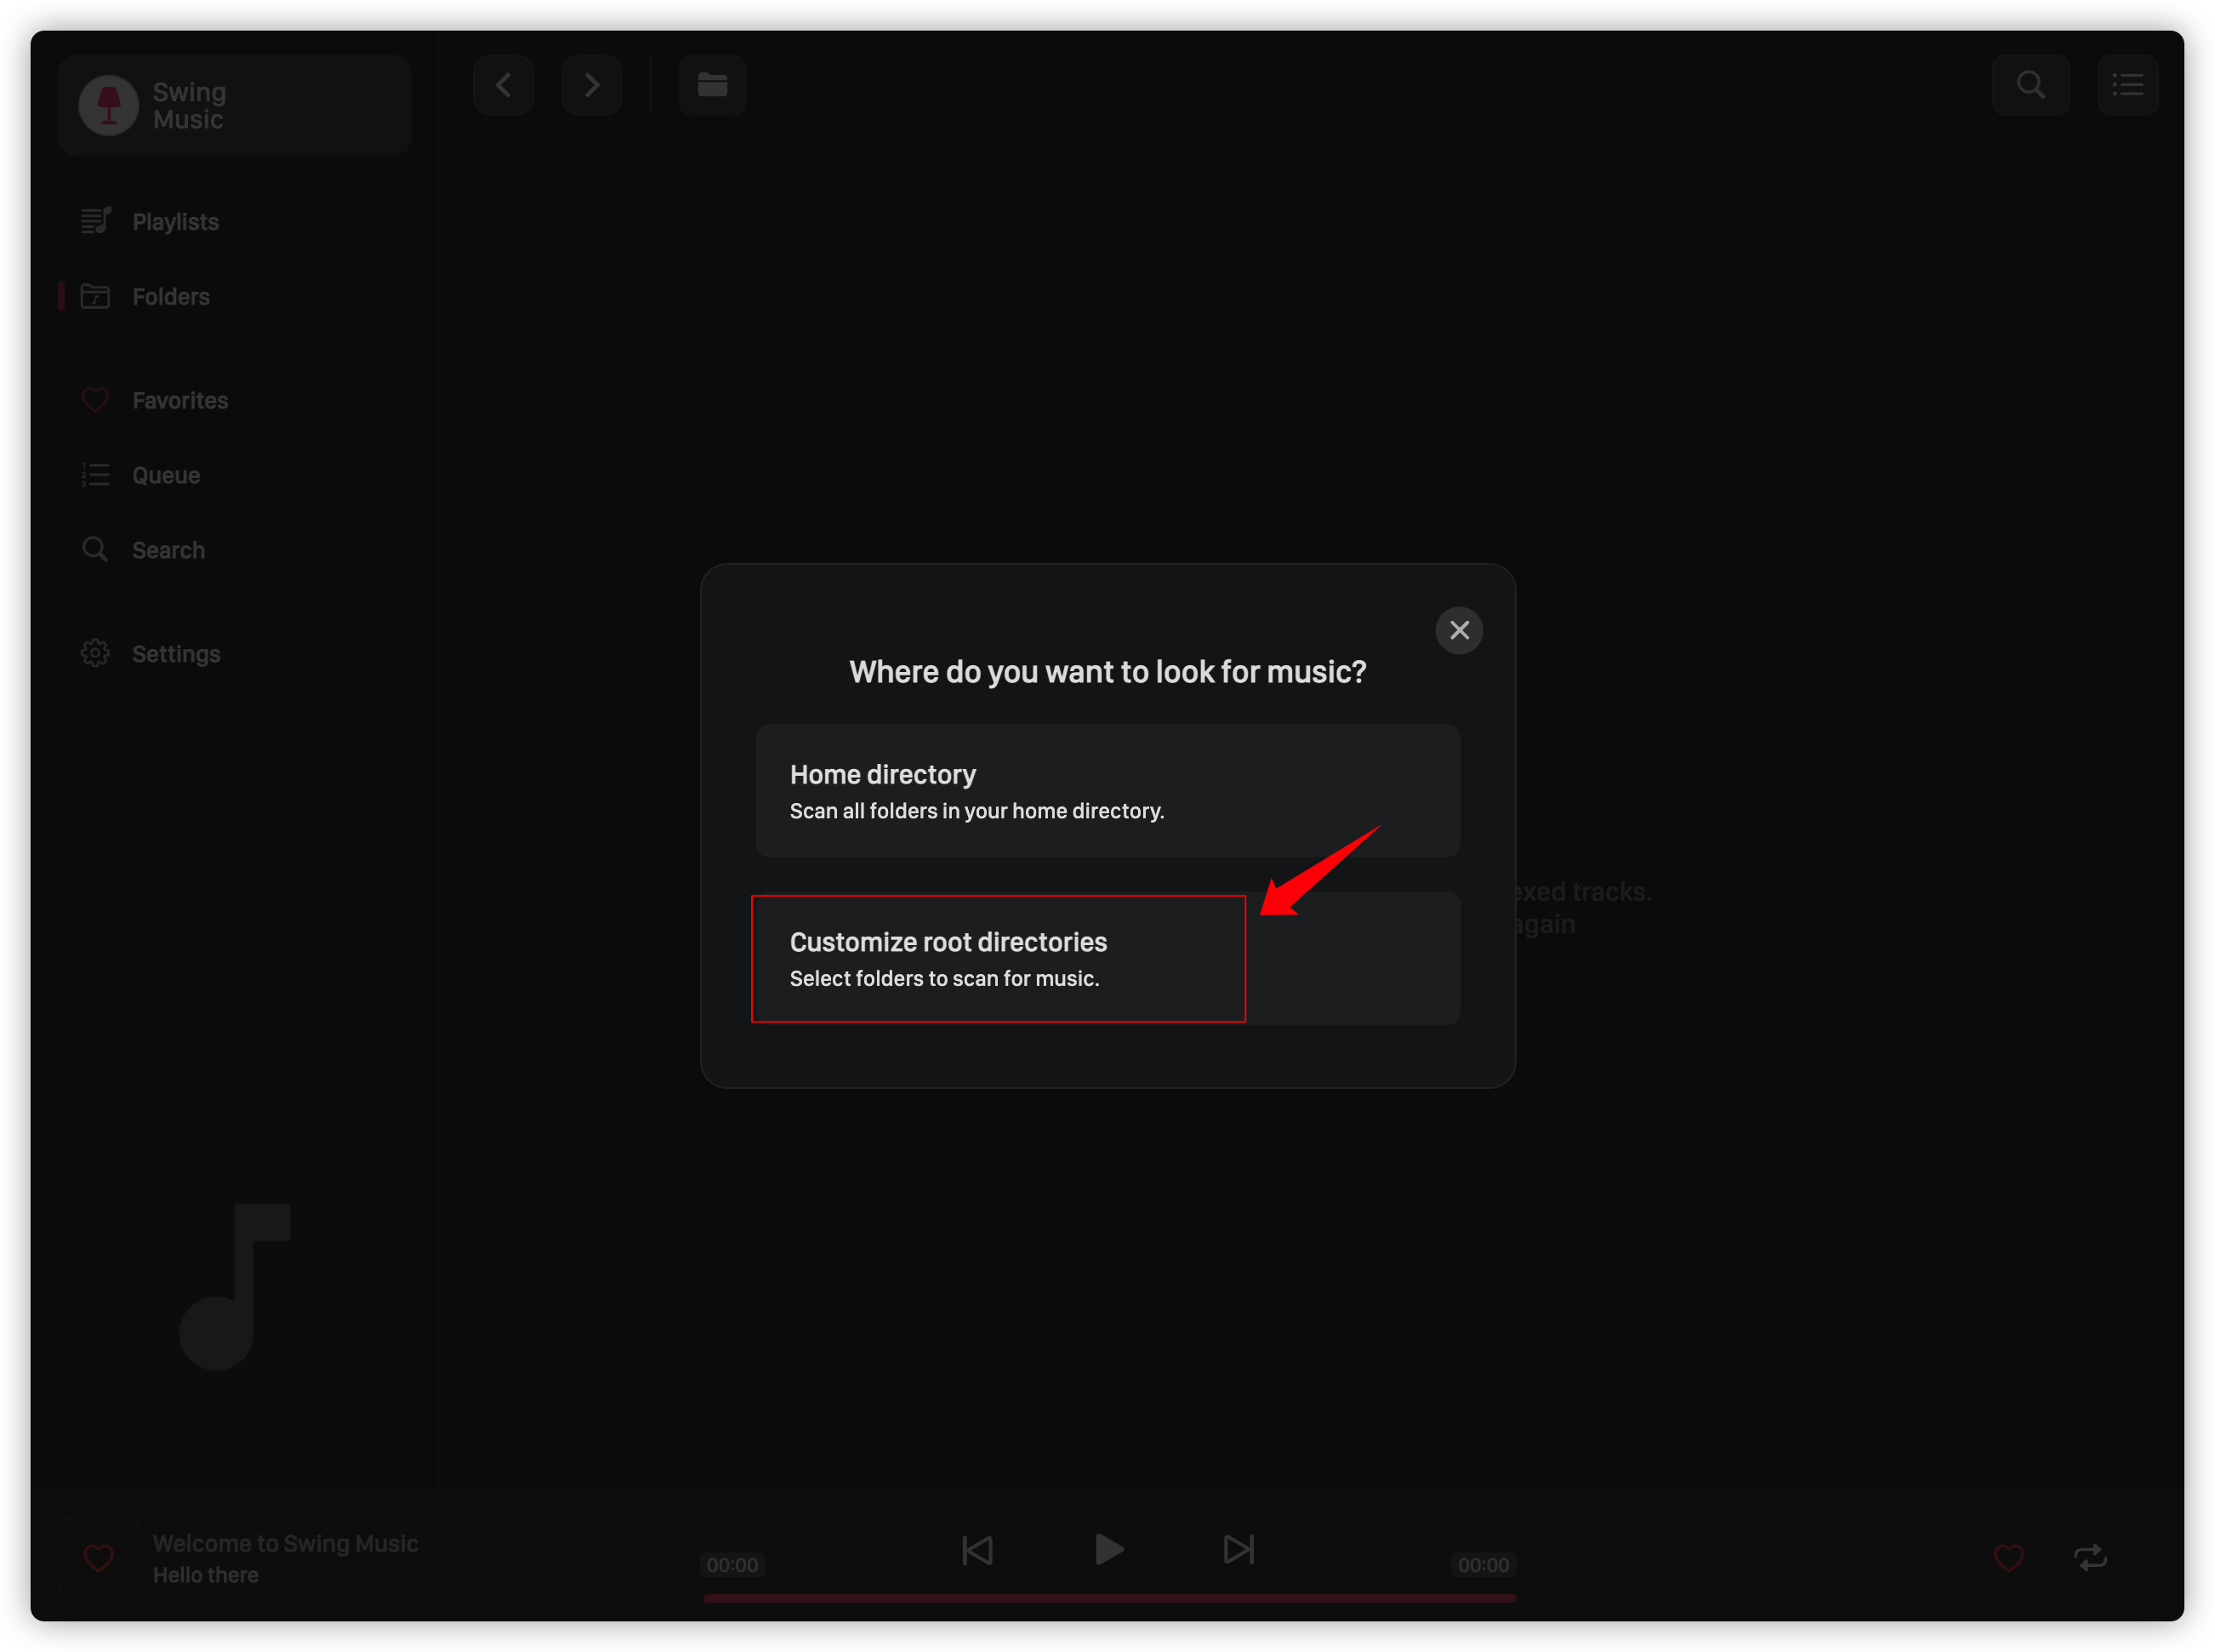 Swing
Music
Playlists
Folders
Favorites
Queue
Search
Settings
Where do you want to look for music?
Home directory
Scan all folders in your home directory.
Customize root directories
Select folders to scan for music.
exed tracks.
again
Welcome to Swing Music
Hello there
00:00
00:00